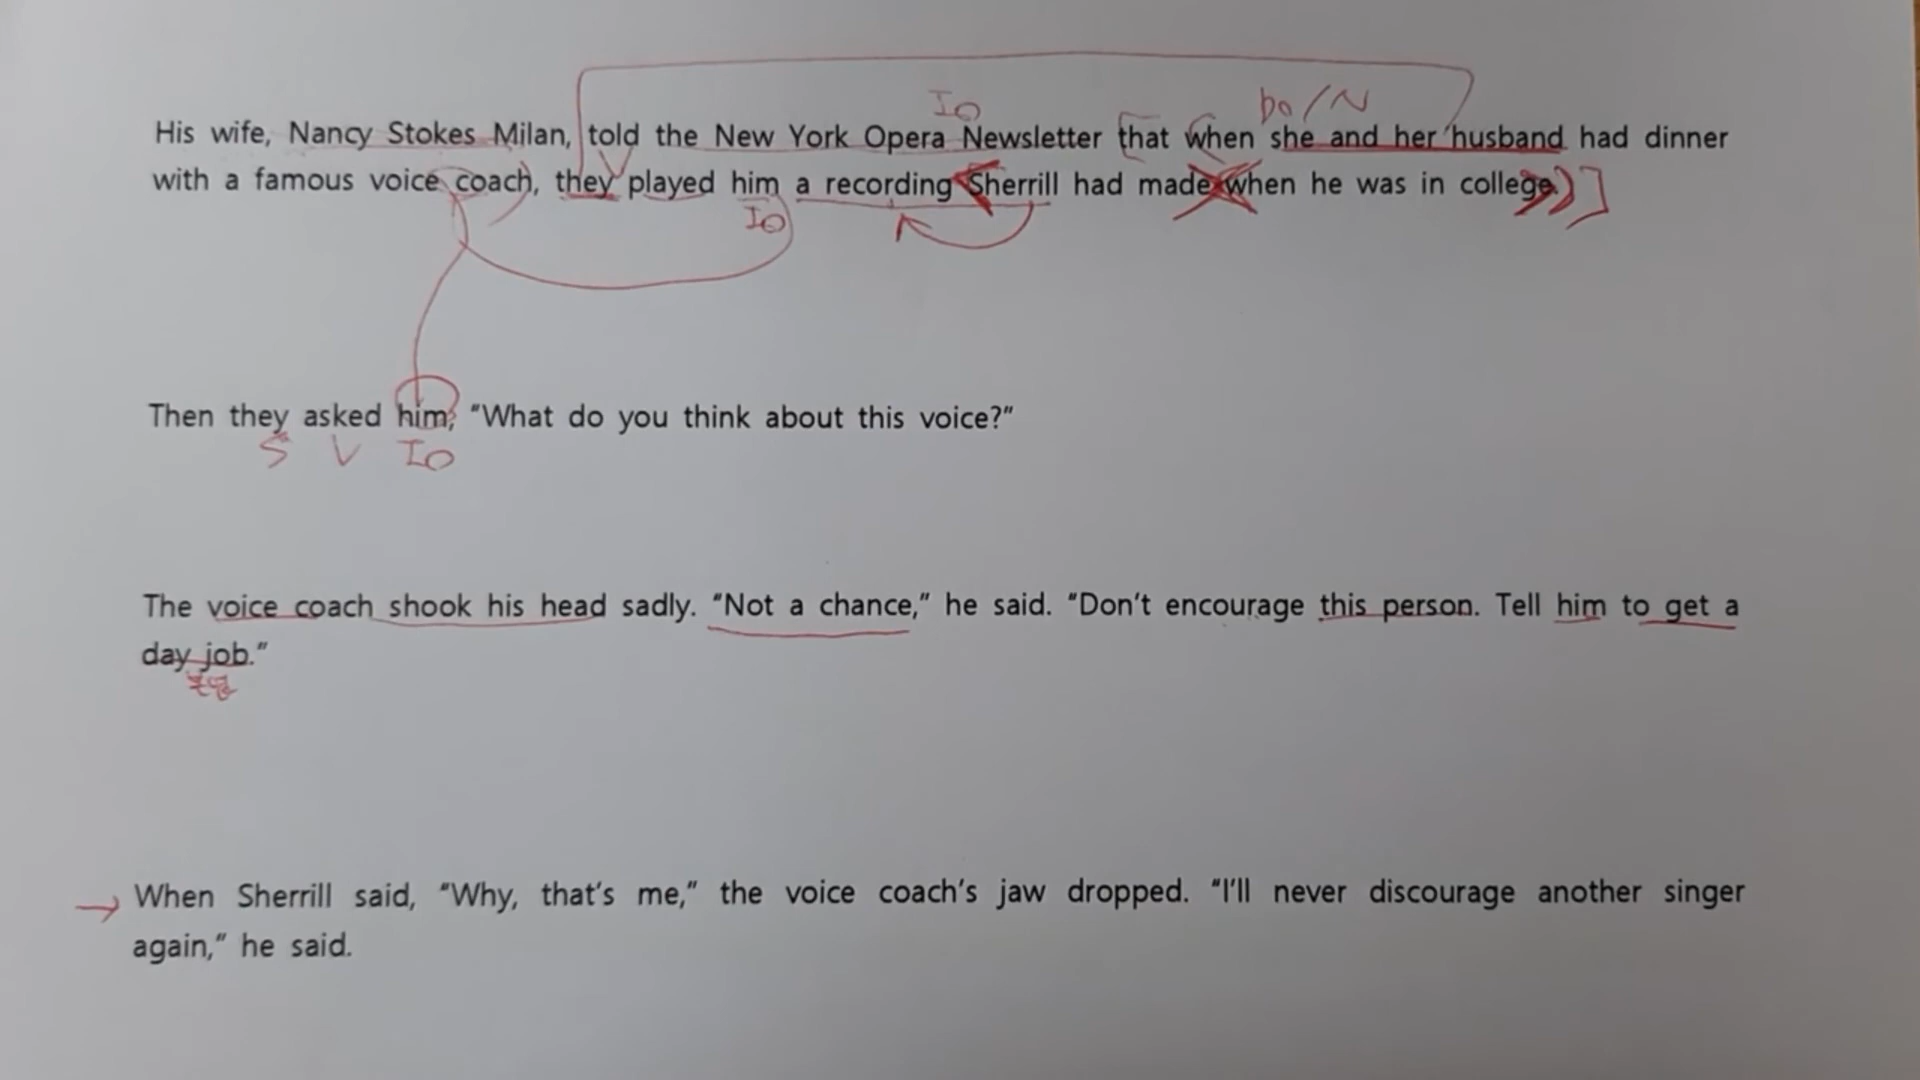 IO DO/N
His wife, Nancy Stokes Milan, told the New York Opera Newsletter that when she and her husband had dinner
V
with a famous voice coach, they played him a recording Sherrill had made when he was in college.
IO
Then they asked him, “What do you think about this voice?”
S V IO
The voice coach shook his head sadly. “Not a chance,” he said. “Don’t encourage this person. Tell him to get a
day job.”
When Sherrill said, “Why, that’s me,” the voice coach’s jaw dropped. “I’ll never discourage another singer
again,” he said.